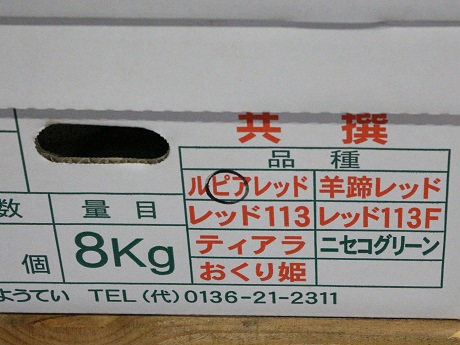 共撰
品種
ルピアレッド 羊蹄レッド
数 量目 レッド113 レッド113F
個 8Kg ティアラ ニセコグリーン
おくり姫
ようてい TEL(代)0136-21-2311